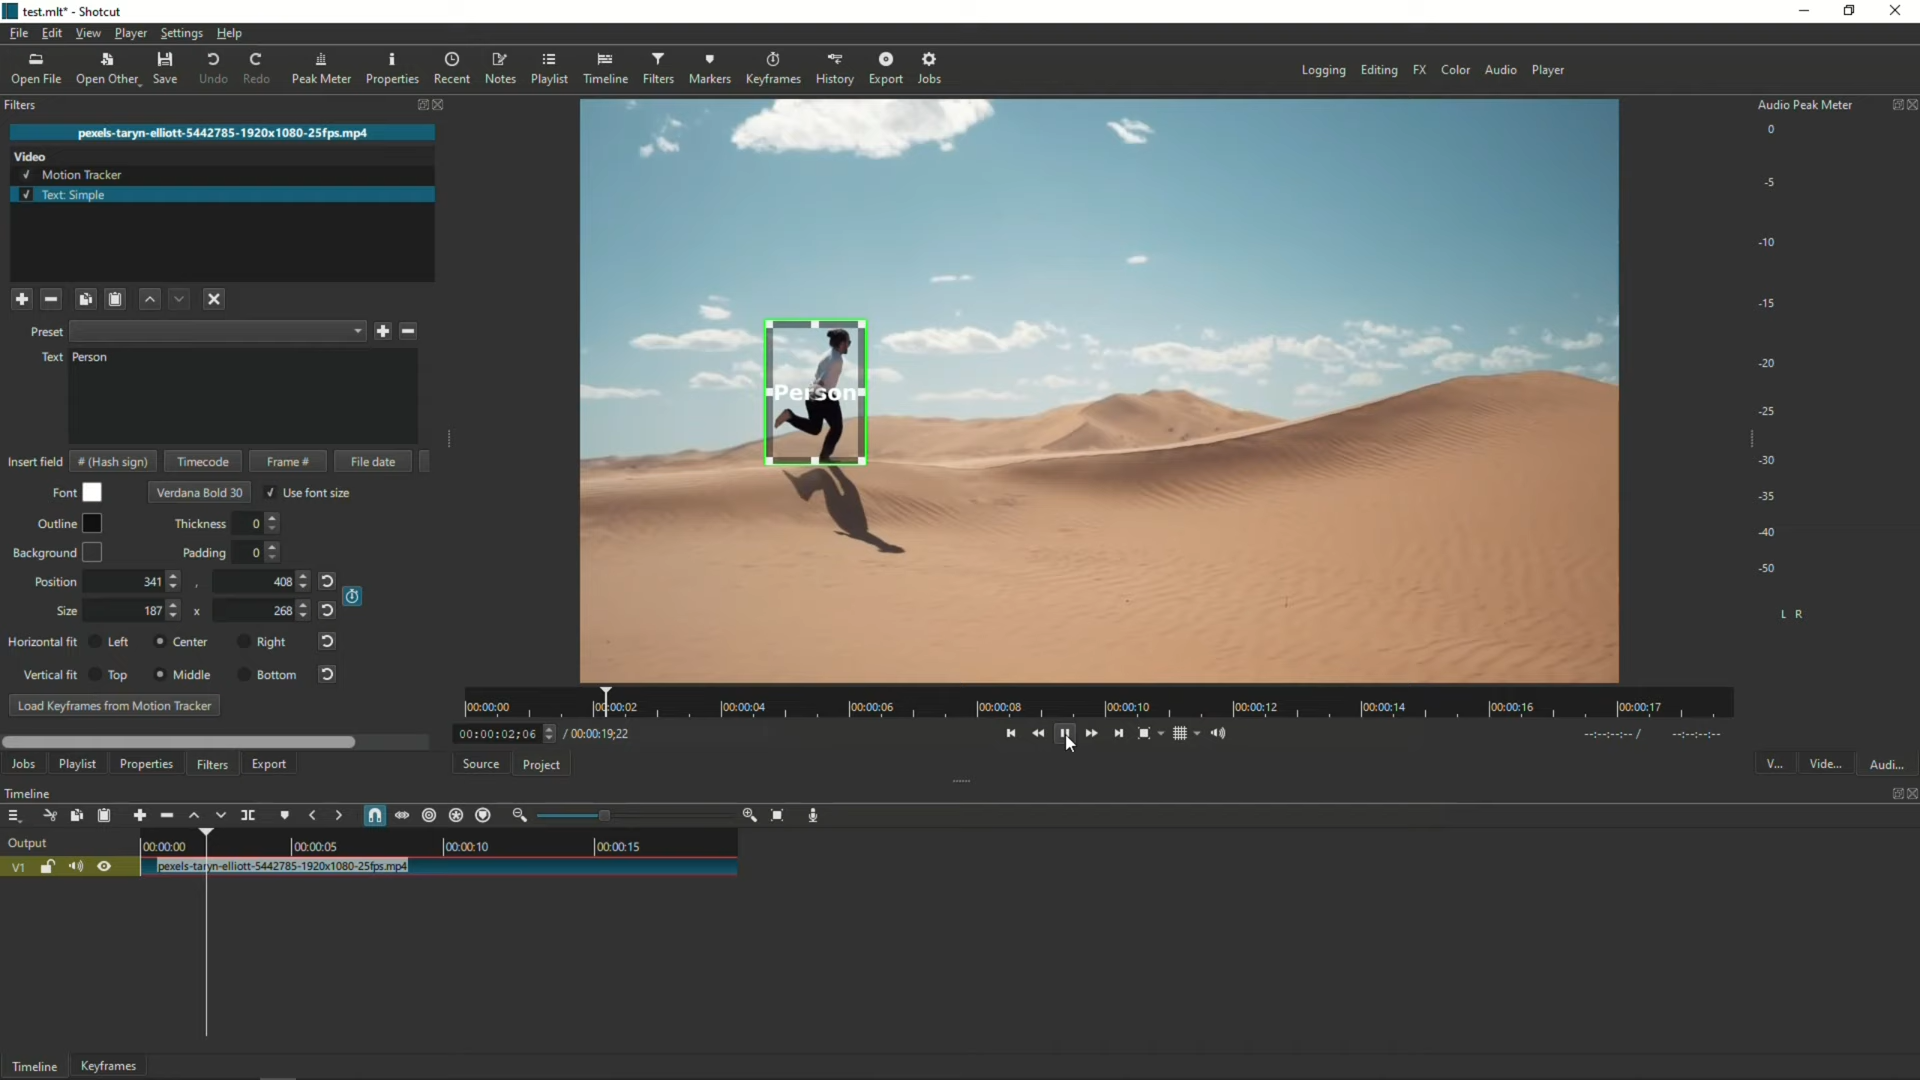 test.mlt* - Shotcut
File Edit View Player Settings Help
Open File Open Other Save Undo Redo Peak Meter Properties Recent Notes Playlist Timeline Filters Markers Keyframes History Export Jobs
Logging Editing FX Color Audio Player
Filters
Audio Peak Meter
pexels-taryn-elliott-5442785-1920x1080-25fps.mp4
Video
Motion Tracker
Text: Simple
Preset
Text Person
Insert field # (Hash sign) Timecode Frame # File date
Font Verdana Bold 30 Use font size
Outline Thickness 0
Background Padding 0
Position 341 , 408
Size 187 x 268
Horizontal fit Left Center Right
Vertical fit Top Middle Bottom
Load Keyframes from Motion Tracker
Person
0
-5
-10
-15
-20
-25
-30
-35
-40
-50
L R
00:00:00 00:00:02 00:00:04 00:00:06 00:00:08 00:00:10 00:00:12 00:00:14 00:00:16 00:00:17
00:00:02;06 / 00:00:19;22
--:--:--:-- / --:--:--:--
Jobs Playlist Properties Filters Export
Source Project
V... Vide... Audi...
Timeline
Output
00:00:00 00:00:05 00:00:10 00:00:15
V1
pexels-taryn-elliott-5442785-1920x1080-25fps.mp4
Timeline Keyframes